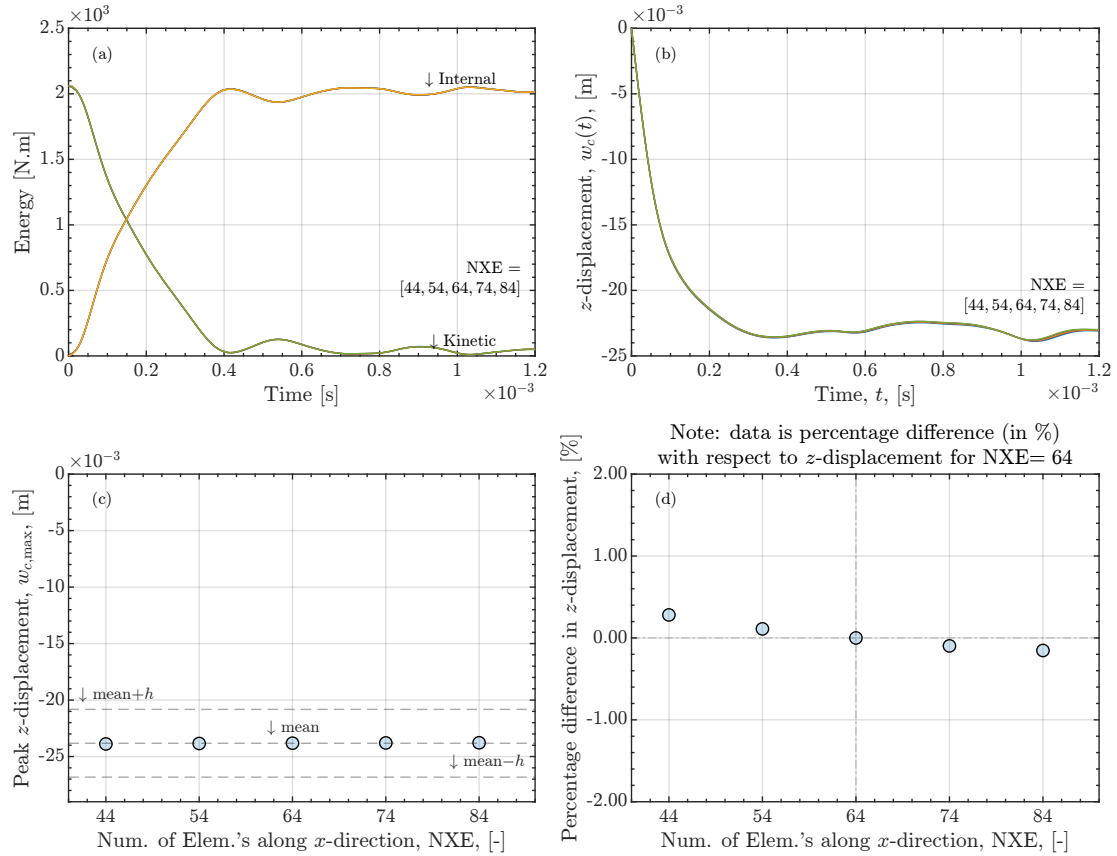 ×10³
(a)
↓ Internal
NXE =
[44, 54, 64, 74, 84]
↓ Kinetic
Energy [N.m]
2.5
2
1.5
1
0.5
0
0 0.2 0.4 0.6 0.8 1 1.2
Time [s]
×10⁻³
×10⁻³
(b)
NXE =
[44, 54, 64, 74, 84]
z-displacement, w_c(t), [m]
0
-5
-10
-15
-20
-25
0 0.2 0.4 0.6 0.8 1 1.2
Time, t, [s]
×10⁻³
×10⁻³
(c)
↓ mean+h
↓ mean
↓ mean−h
Peak z-displacement, w_c,max, [m]
0
-5
-10
-15
-20
-25
44 54 64 74 84
Num. of Elem.'s along x-direction, NXE, [-]
Note: data is percentage difference (in %)
with respect to z-displacement for NXE= 64
(d)
Percentage difference in z-displacement, [%]
2.00
1.00
0.00
-1.00
-2.00
44 54 64 74 84
Num. of Elem.'s along x-direction, NXE, [-]